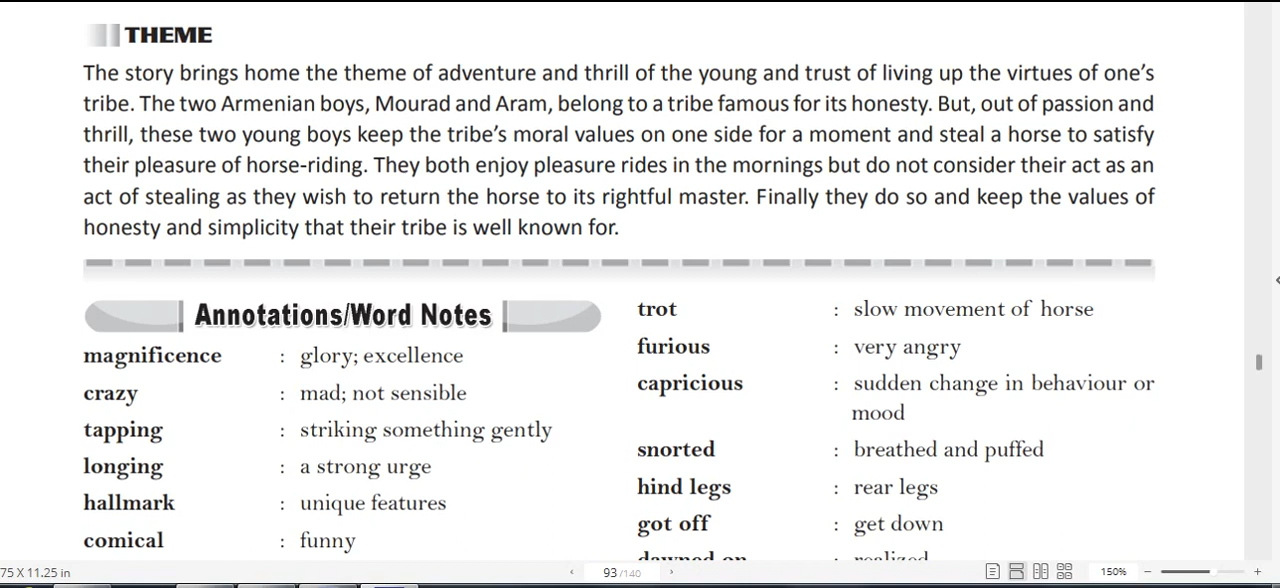 THEME
The story brings home the theme of adventure and thrill of the young and trust of living up the virtues of one’s
tribe. The two Armenian boys, Mourad and Aram, belong to a tribe famous for its honesty. But, out of passion and
thrill, these two young boys keep the tribe’s moral values on one side for a moment and steal a horse to satisfy
their pleasure of horse-riding. They both enjoy pleasure rides in the mornings but do not consider their act as an
act of stealing as they wish to return the horse to its rightful master. Finally they do so and keep the values of
honesty and simplicity that their tribe is well known for.
Annotations/Word Notes
magnificence : glory; excellence
crazy : mad; not sensible
tapping : striking something gently
longing : a strong urge
hallmark : unique features
comical : funny
trot : slow movement of horse
furious : very angry
capricious : sudden change in behaviour or
mood
snorted : breathed and puffed
hind legs : rear legs
got off : get down
dawned on : realized
75 X 11.25 in
93 /140
150%